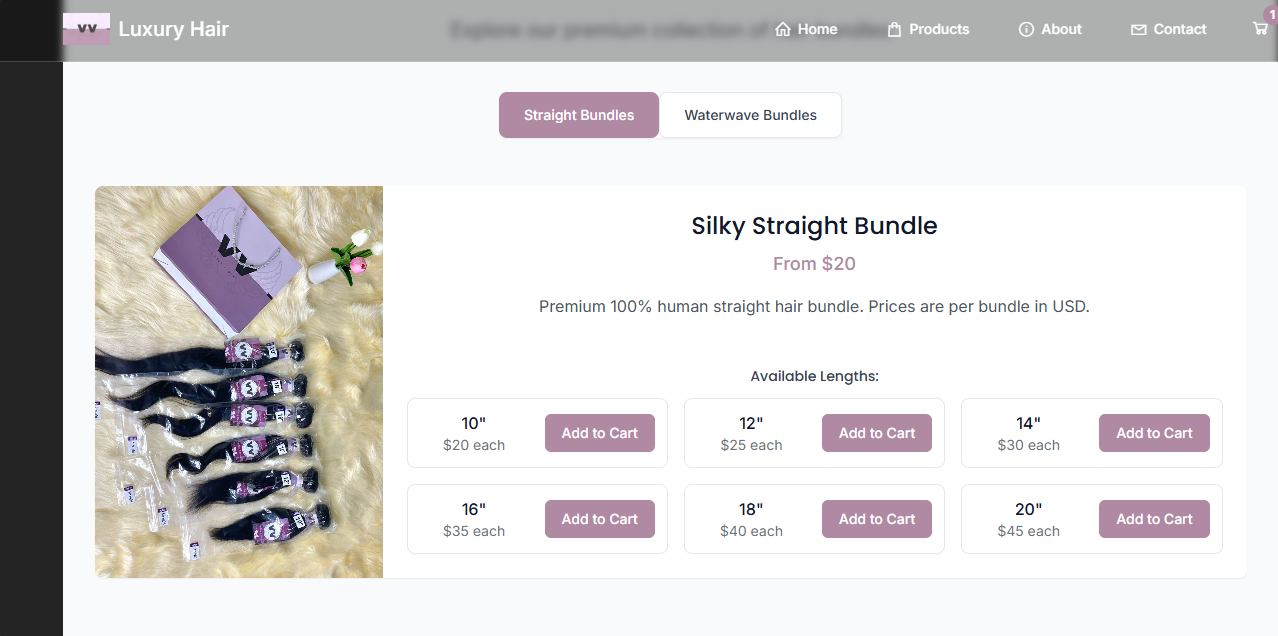 VV Luxury Hair
Explore our premium collection of hair bundles
Home
Products
About
Contact
1
Straight Bundles
Waterwave Bundles
VV
Silky Straight Bundle
From $20
Premium 100% human straight hair bundle. Prices are per bundle in USD.
Available Lengths:
10"
$20 each
Add to Cart
12"
$25 each
Add to Cart
14"
$30 each
Add to Cart
16"
$35 each
Add to Cart
18"
$40 each
Add to Cart
20"
$45 each
Add to Cart